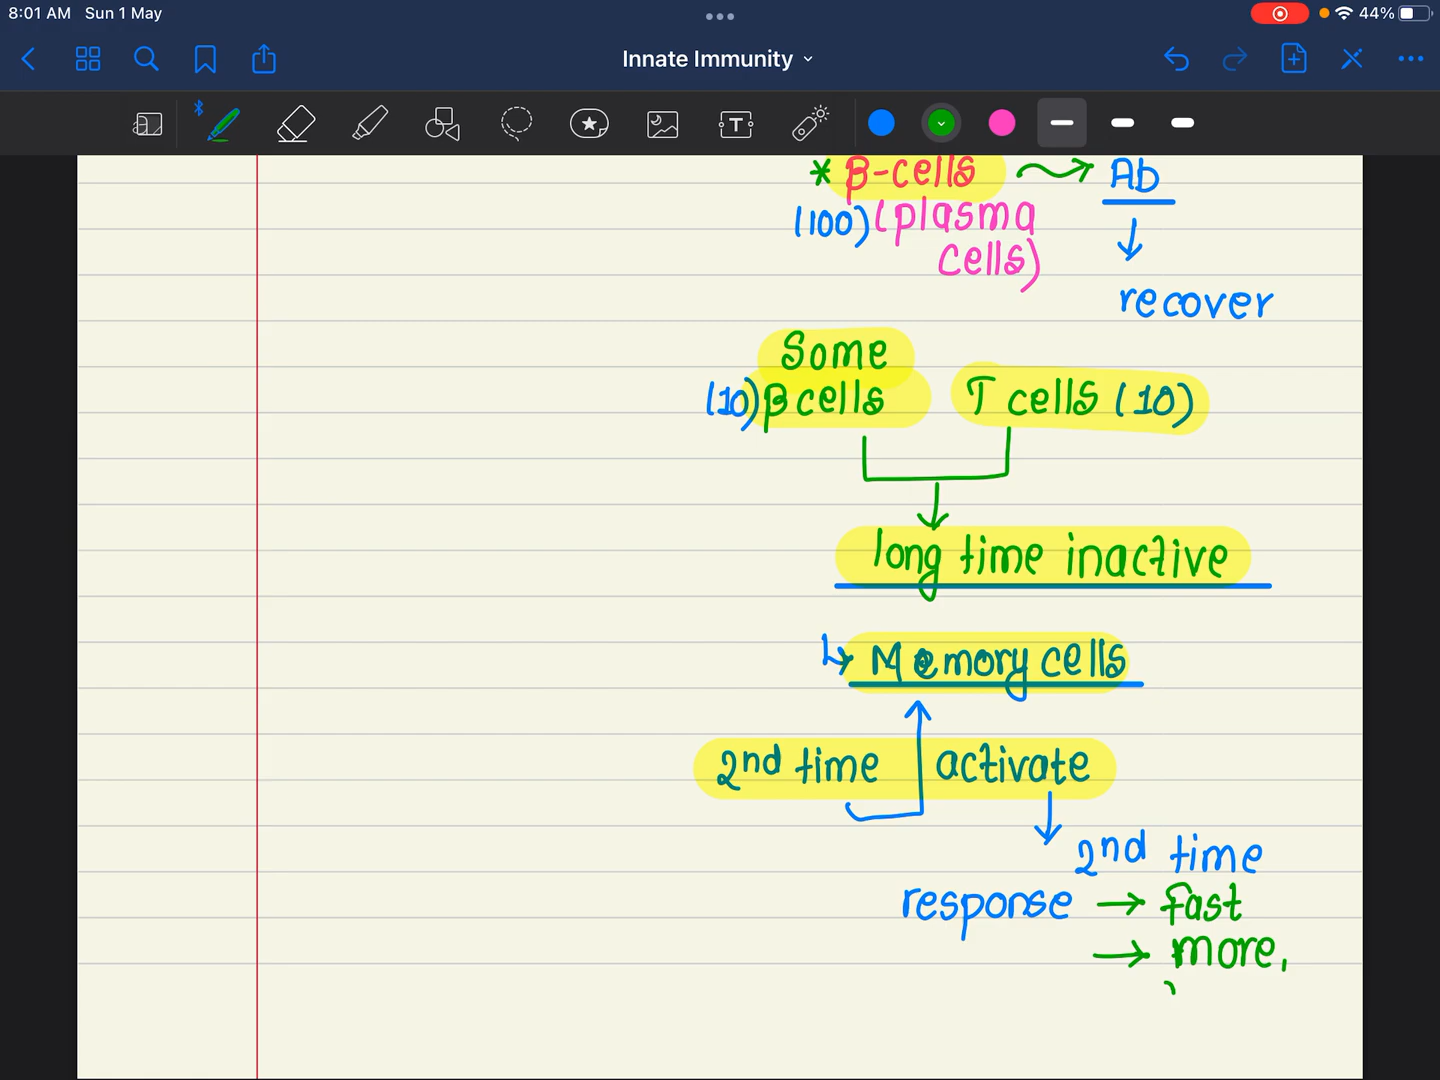 8:01 AM Sun 1 May
44%
Innate Immunity
* B-cells → Ab
(100) (plasma
cells)
↓
recover
Some
(10) B cells T cells (10)
↓
long time inactive
↳ Memory cells
2nd time activate
↓
2nd time
response → fast
→ more,